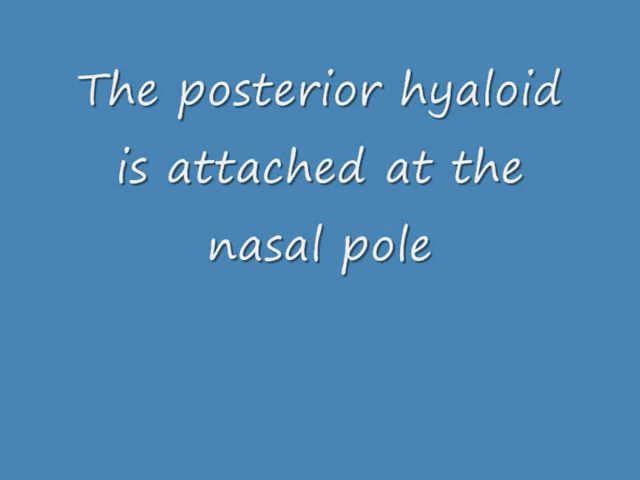 The posterior hyaloid
is attached at the
nasal pole